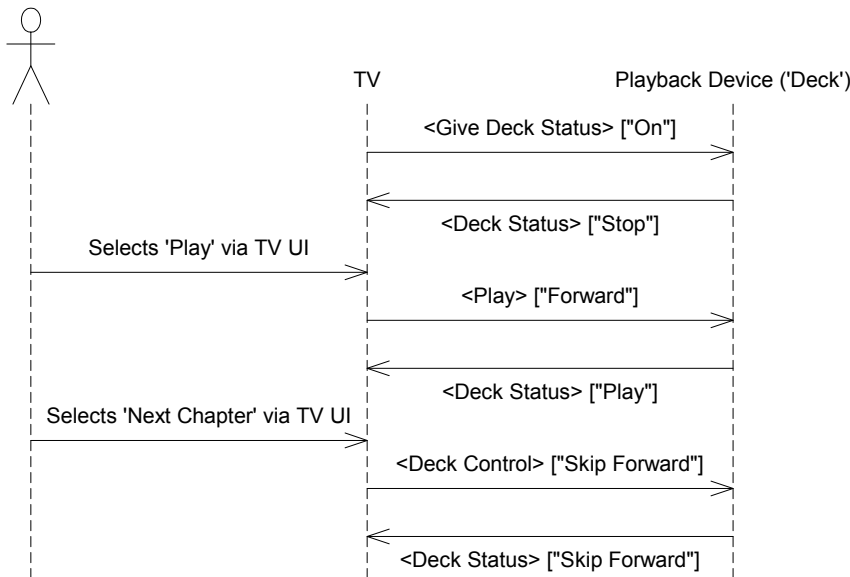 TV
Playback Device ('Deck')
<Give Deck Status> ["On"]
<Deck Status> ["Stop"]
Selects 'Play' via TV UI
<Play> ["Forward"]
<Deck Status> ["Play"]
Selects 'Next Chapter' via TV UI
<Deck Control> ["Skip Forward"]
<Deck Status> ["Skip Forward"]